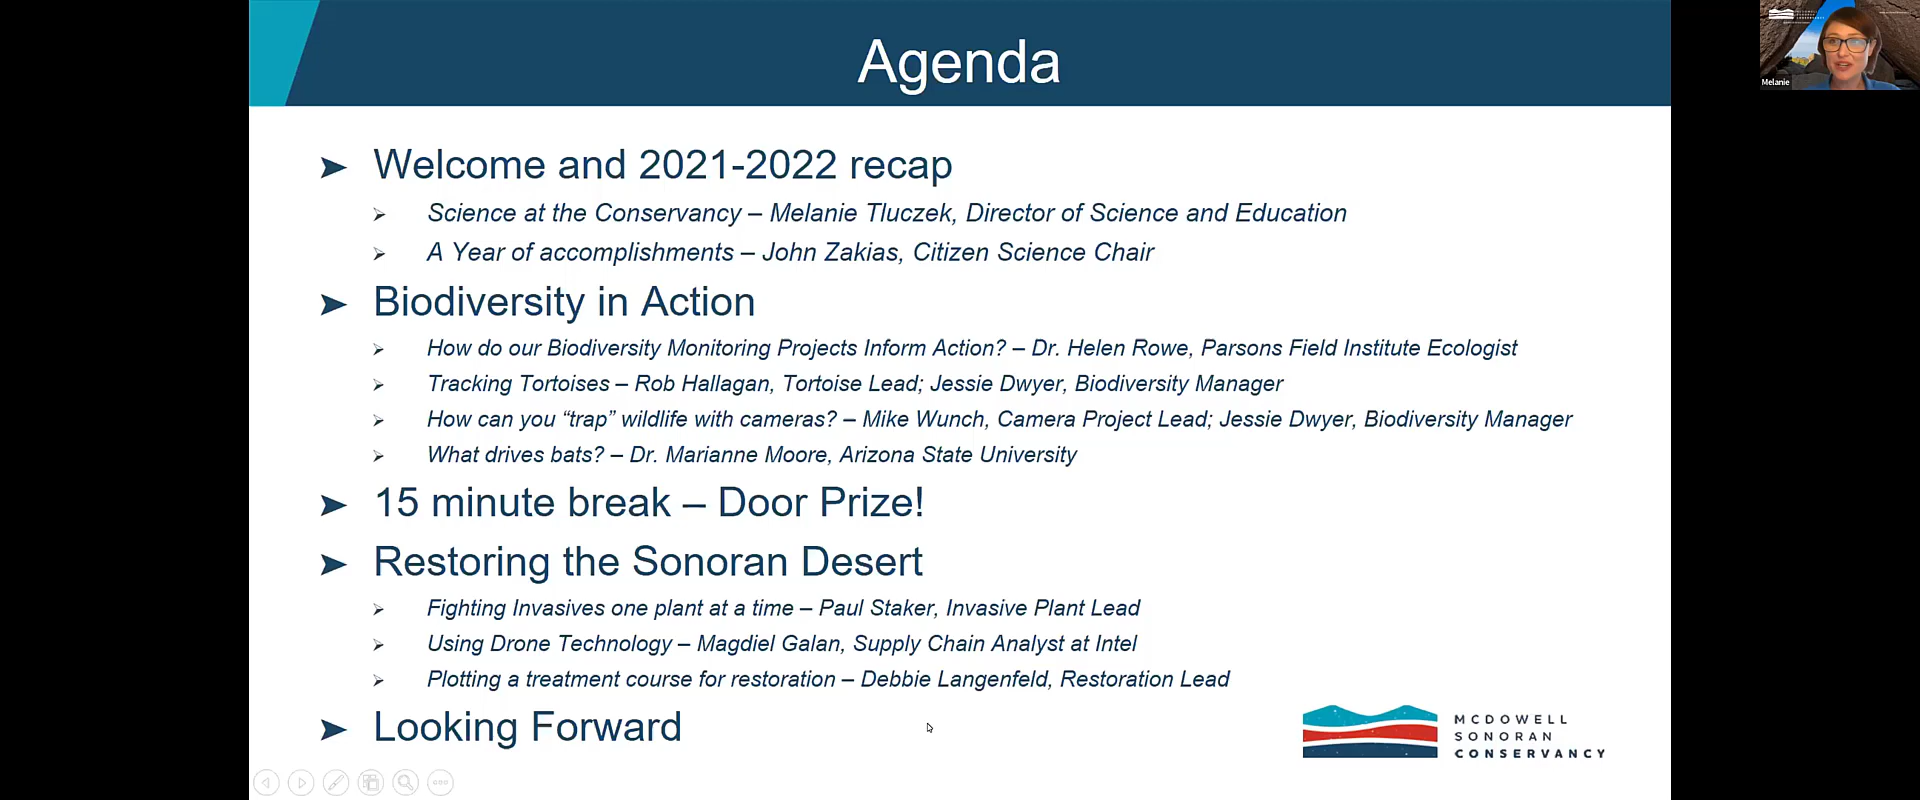 Agenda
Welcome and 2021-2022 recap
Science at the Conservancy – Melanie Tluczek, Director of Science and Education
A Year of accomplishments – John Zakias, Citizen Science Chair
Biodiversity in Action
How do our Biodiversity Monitoring Projects Inform Action? – Dr. Helen Rowe, Parsons Field Institute Ecologist
Tracking Tortoises – Rob Hallagan, Tortoise Lead; Jessie Dwyer, Biodiversity Manager
How can you “trap” wildlife with cameras? – Mike Wunch, Camera Project Lead; Jessie Dwyer, Biodiversity Manager
What drives bats? – Dr. Marianne Moore, Arizona State University
15 minute break – Door Prize!
Restoring the Sonoran Desert
Fighting Invasives one plant at a time – Paul Staker, Invasive Plant Lead
Using Drone Technology – Magdiel Galan, Supply Chain Analyst at Intel
Plotting a treatment course for restoration – Debbie Langenfeld, Restoration Lead
Looking Forward
MCDOWELL
SONORAN
CONSERVANCY
Melanie